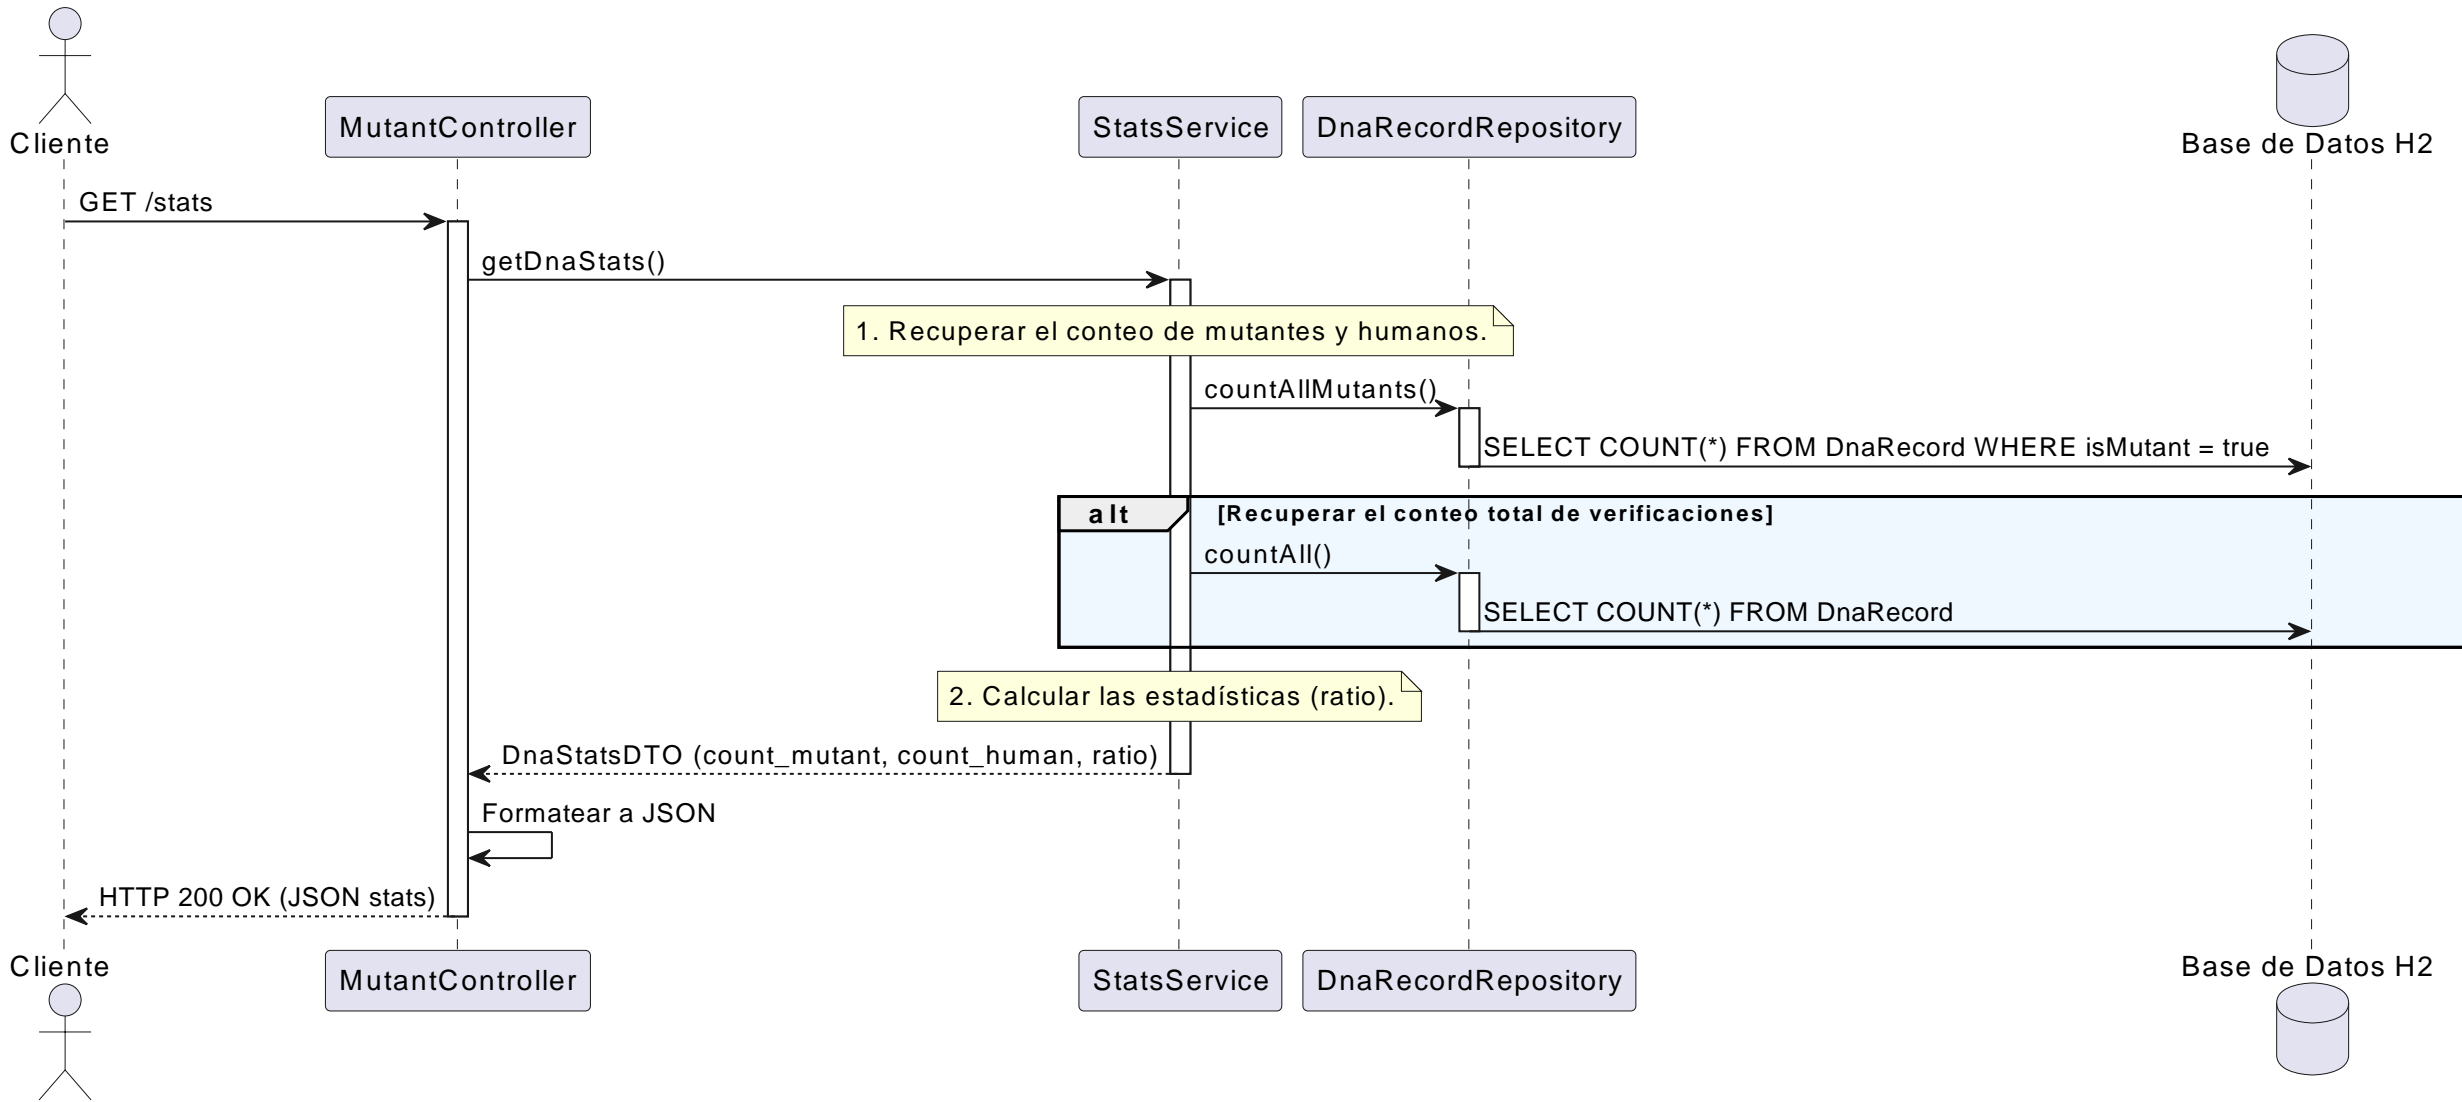 Cliente
MutantController
StatsService
DnaRecordRepository
Base de Datos H2
GET /stats
getDnaStats()
1. Recuperar el conteo de mutantes y humanos.
countAllMutants()
SELECT COUNT(*) FROM DnaRecord WHERE isMutant = true
alt
[Recuperar el conteo total de verificaciones]
countAll()
SELECT COUNT(*) FROM DnaRecord
2. Calcular las estadísticas (ratio).
DnaStatsDTO (count_mutant, count_human, ratio)
Formatear a JSON
HTTP 200 OK (JSON stats)
Cliente
MutantController
StatsService
DnaRecordRepository
Base de Datos H2